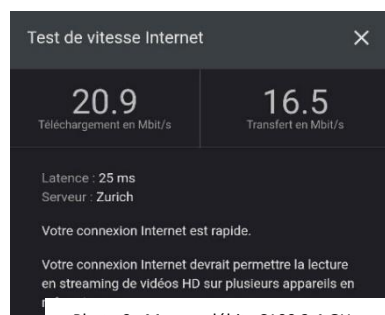 Test de vitesse Internet
20.9
Téléchargement en Mbit/s
16.5
Transfert en Mbit/s
Latence : 25 ms
Serveur : Zurich
Votre connexion Internet est rapide.
Votre connexion Internet devrait permettre la lecture
en streaming de vidéos HD sur plusieurs appareils en